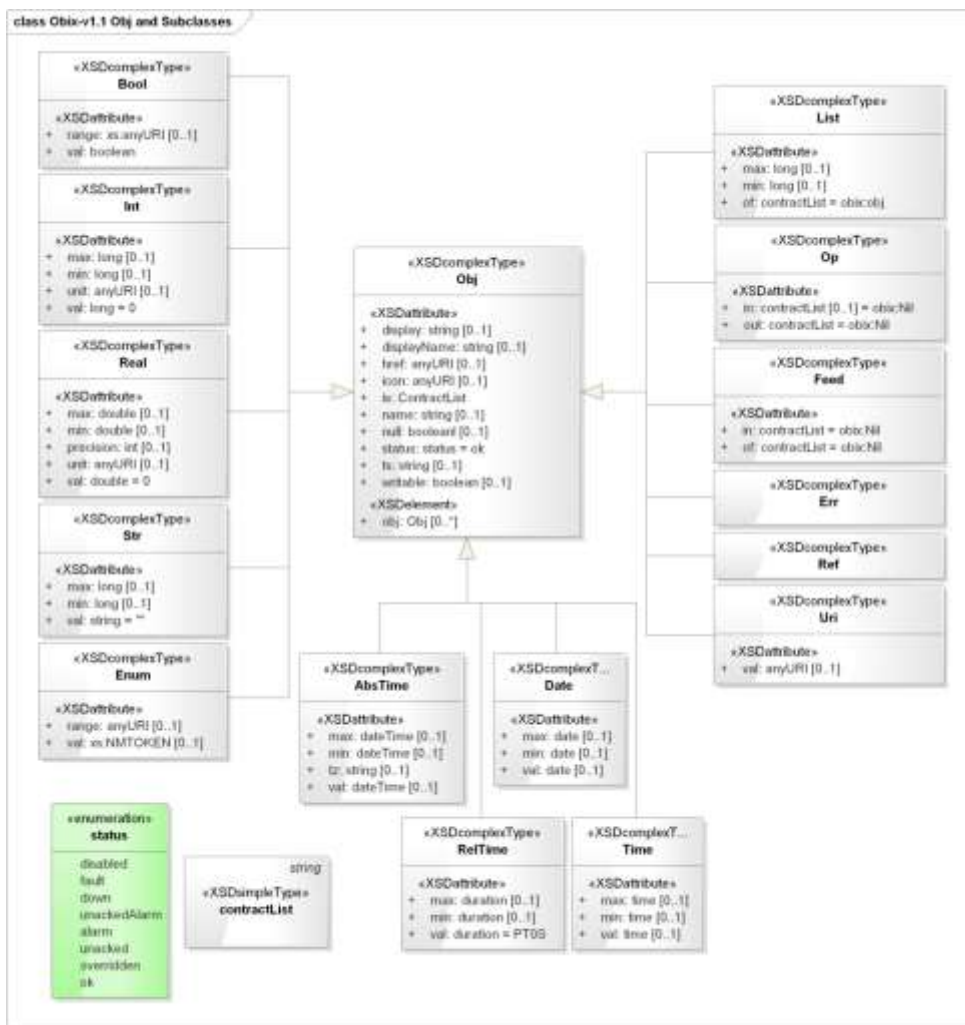 class Obix-v1.1 Obj and Subclasses
«XSDcomplexType»
Bool
«XSDattribute»
+ range: xs:anyURI [0..1]
+ val: boolean
«XSDcomplexType»
Int
«XSDattribute»
+ max: long [0..1]
+ min: long [0..1]
+ unit: anyURI [0..1]
+ val: long = 0
«XSDcomplexType»
Real
«XSDattribute»
+ max: double [0..1]
+ min: double [0..1]
+ precision: int [0..1]
+ unit: anyURI [0..1]
+ val: double = 0
«XSDcomplexType»
Str
«XSDattribute»
+ max: long [0..1]
+ min: long [0..1]
+ val: string = ""
«XSDcomplexType»
Enum
«XSDattribute»
+ range: anyURI [0..1]
+ val: xs:NMTOKEN [0..1]
«XSDcomplexType»
Obj
«XSDattribute»
+ display: string [0..1]
+ displayName: string [0..1]
+ href: anyURI [0..1]
+ icon: anyURI [0..1]
+ is: ContractList
+ name: string [0..1]
+ null: booleanl [0..1]
+ status: status = ok
+ ts: string [0..1]
+ writable: boolean [0..1]
«XSDelement»
+ obj: Obj [0..*]
«XSDcomplexType»
List
«XSDattribute»
+ max: long [0..1]
+ min: long [0..1]
+ of: contractList = obix:obj
«XSDcomplexType»
Op
«XSDattribute»
+ in: contractList [0..1] = obix:Nil
+ out: contractList = obix:Nil
«XSDcomplexType»
Feed
«XSDattribute»
+ in: contractList = obix:Nil
+ of: contractList = obix:Nil
«XSDcomplexType»
Err
«XSDcomplexType»
Ref
«XSDcomplexType»
Uri
«XSDattribute»
+ val: anyURI [0..1]
«XSDcomplexType»
AbsTime
«XSDattribute»
+ max: dateTime [0..1]
+ min: dateTime [0..1]
+ tz: string [0..1]
+ val: dateTime [0..1]
«XSDcomplexT...
Date
«XSDattribute»
+ max: date [0..1]
+ min: date [0..1]
+ val: date [0..1]
«XSDcomplexType»
RelTime
«XSDattribute»
+ max: duration [0..1]
+ min: duration [0..1]
+ val: duration = PT0S
«XSDcomplexT...
Time
«XSDattribute»
+ max: time [0..1]
+ min: time [0..1]
+ val: time [0..1]
«enumeration»
status
disabled
fault
down
unackedAlarm
alarm
unacked
overridden
ok
string
«XSDsimpleType»
contractList